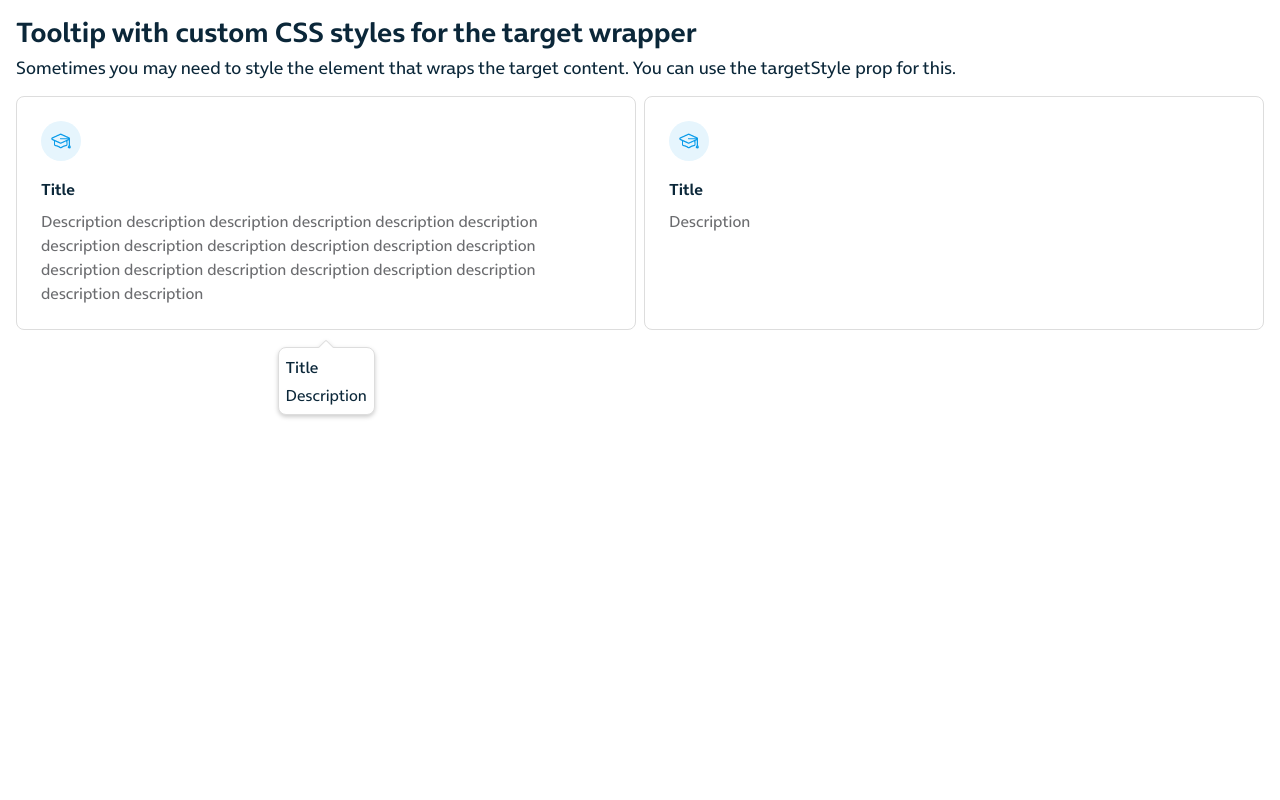 Tooltip with custom CSS styles for the target wrapper
Sometimes you may need to style the element that wraps the target content. You can use the targetStyle prop for this.
Title
Description description description description description description
description description description description description description
description description description description description description
description description
Title
Description
Title
Description